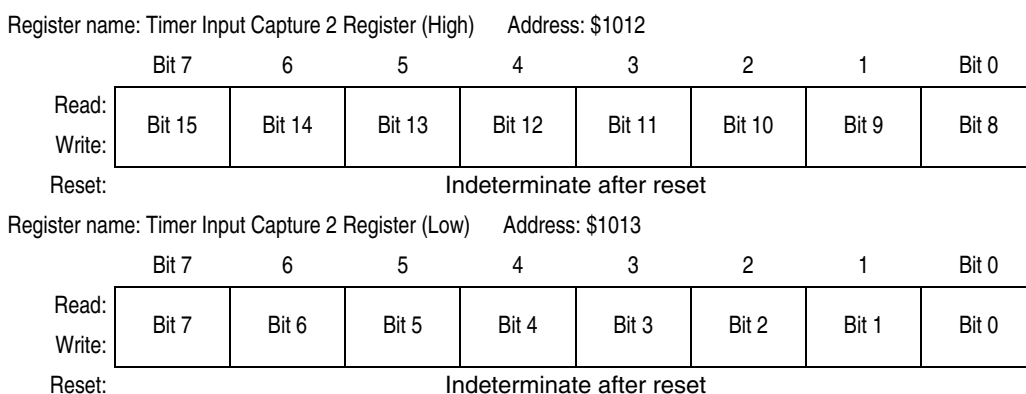 Register name: Timer Input Capture 2 Register (High) Address: $1012
Bit 7 6 5 4 3 2 1 Bit 0
Read:
Bit 15 Bit 14 Bit 13 Bit 12 Bit 11 Bit 10 Bit 9 Bit 8
Write:
Reset: Indeterminate after reset
Register name: Timer Input Capture 2 Register (Low) Address: $1013
Bit 7 6 5 4 3 2 1 Bit 0
Read:
Bit 7 Bit 6 Bit 5 Bit 4 Bit 3 Bit 2 Bit 1 Bit 0
Write:
Reset: Indeterminate after reset